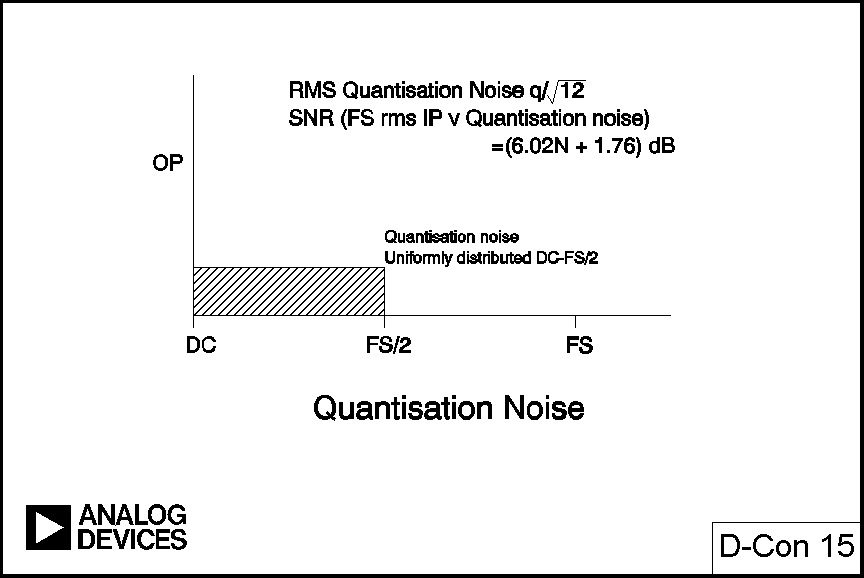 RMS Quantisation Noise q/√12
SNR (FS rms IP v Quantisation noise)
=(6.02N + 1.76) dB
OP
Quantisation noise
Uniformly distributed DC-FS/2
DC
FS/2
FS
Quantisation Noise
ANALOG
DEVICES
D-Con 15